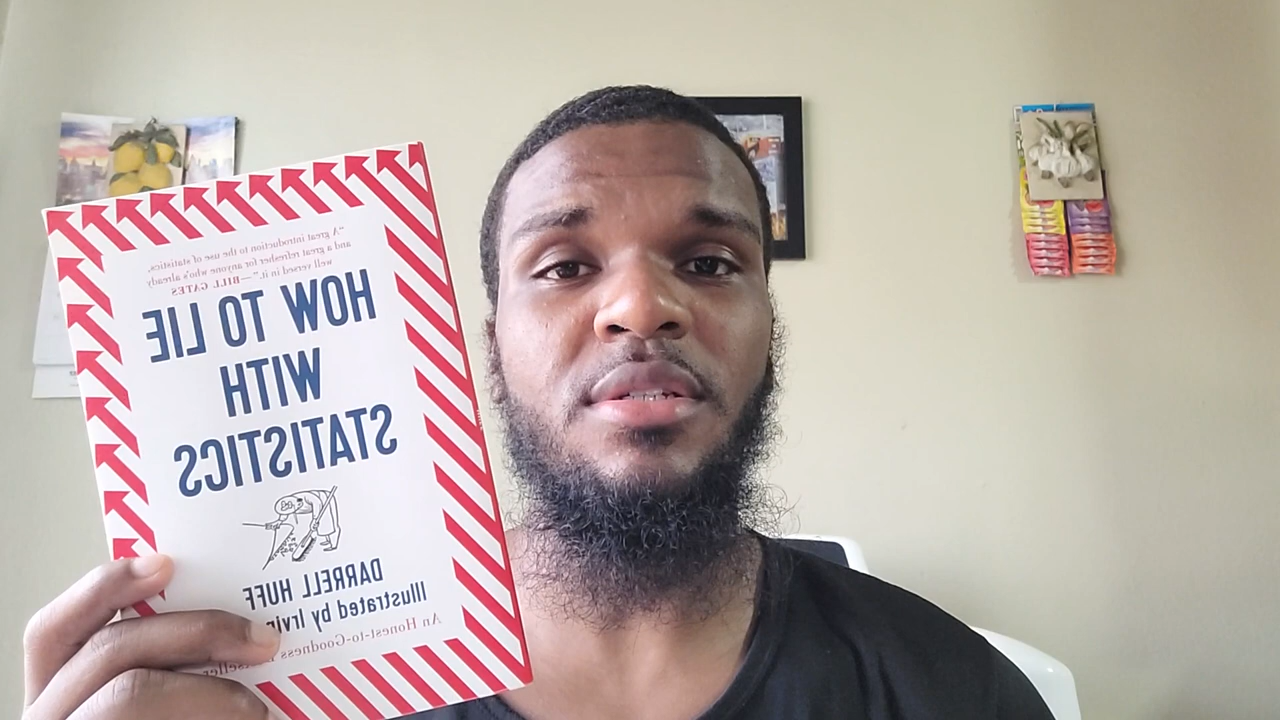 "A great introduction to the use of statistics,
and a great refresher for anyone who's already
well versed in it."—BILL GATES
HOW TO LIE
WITH
STATISTICS
DARRELL HUFF
Illustrated by
An Honest-to-Goodness